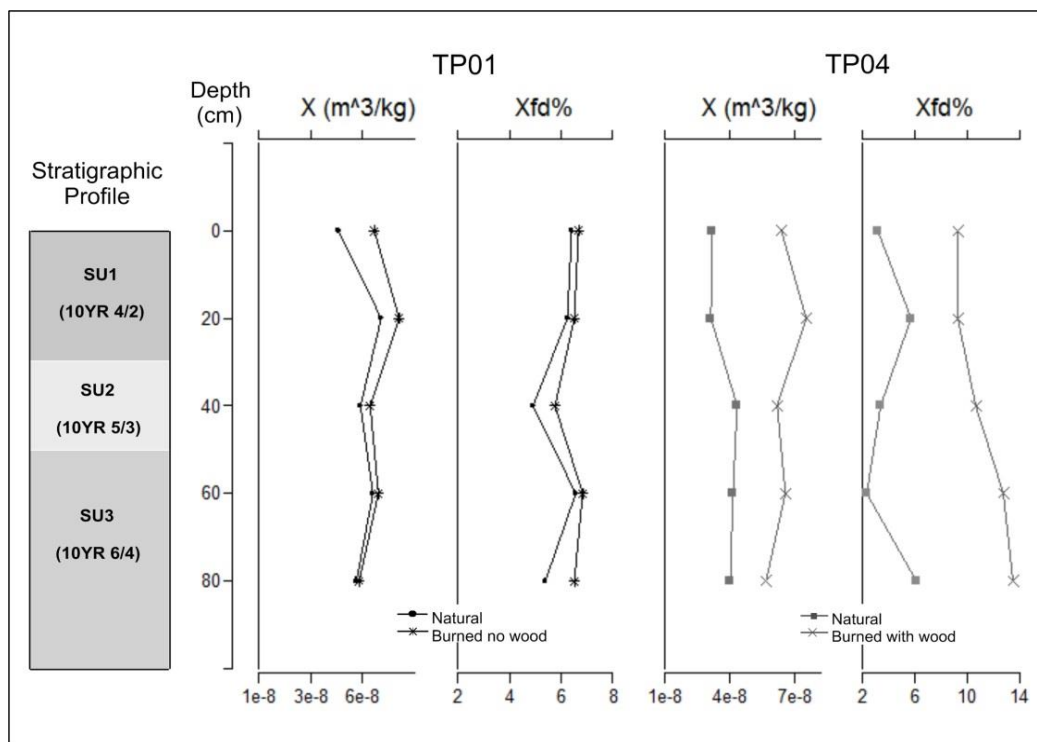 TP01
TP04
Depth
(cm)
X (m^3/kg)
Xfd%
X (m^3/kg)
Xfd%
Stratigraphic
Profile
0
SU1
(10YR 4/2)
20
SU2
(10YR 5/3)
40
60
SU3
(10YR 6/4)
80
Natural
Burned no wood
Natural
Burned with wood
1e-8 3e-8 6e-8
2 4 6 8
1e-8 4e-8 7e-8
2 6 10 14